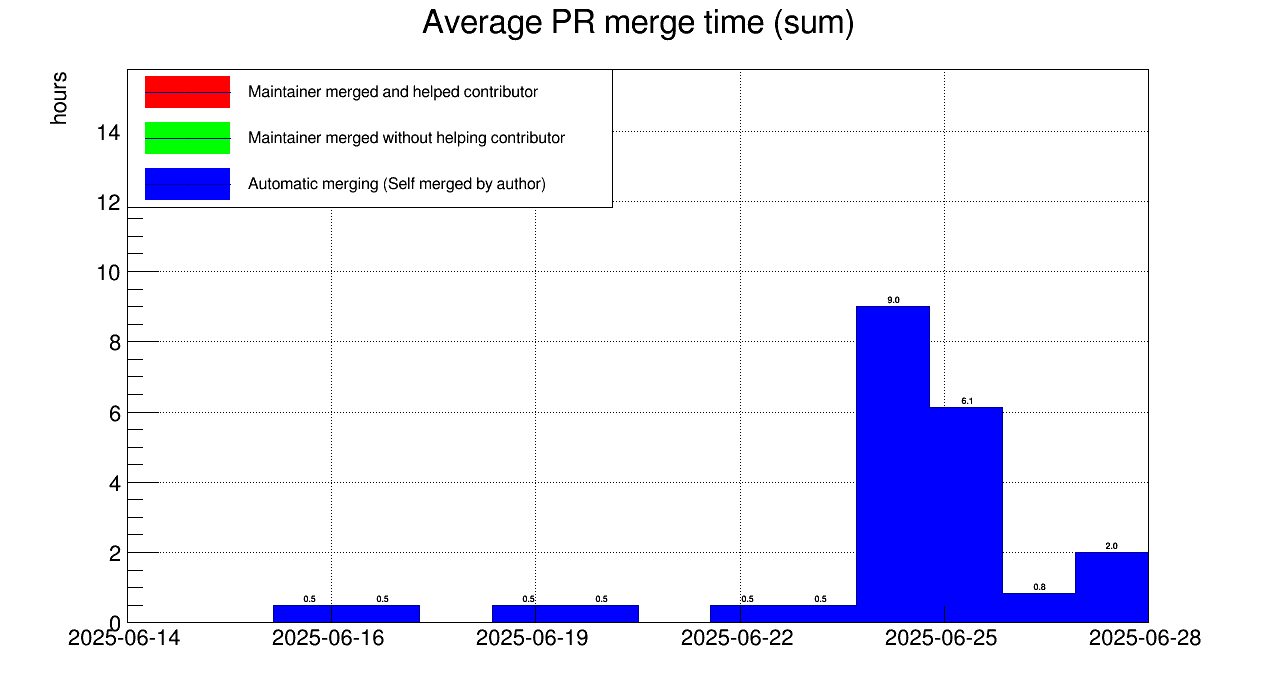 Average PR merge time (sum)
hours
Maintainer merged and helped contributor
Maintainer merged without helping contributor
Automatic merging (Self merged by author)
14
12
10
8
6
4
2
0
9.0
6.1
2.0
0.8
0.5 0.5 0.5 0.5 0.5 0.5
2025-06-14 2025-06-16 2025-06-19 2025-06-22 2025-06-25 2025-06-28